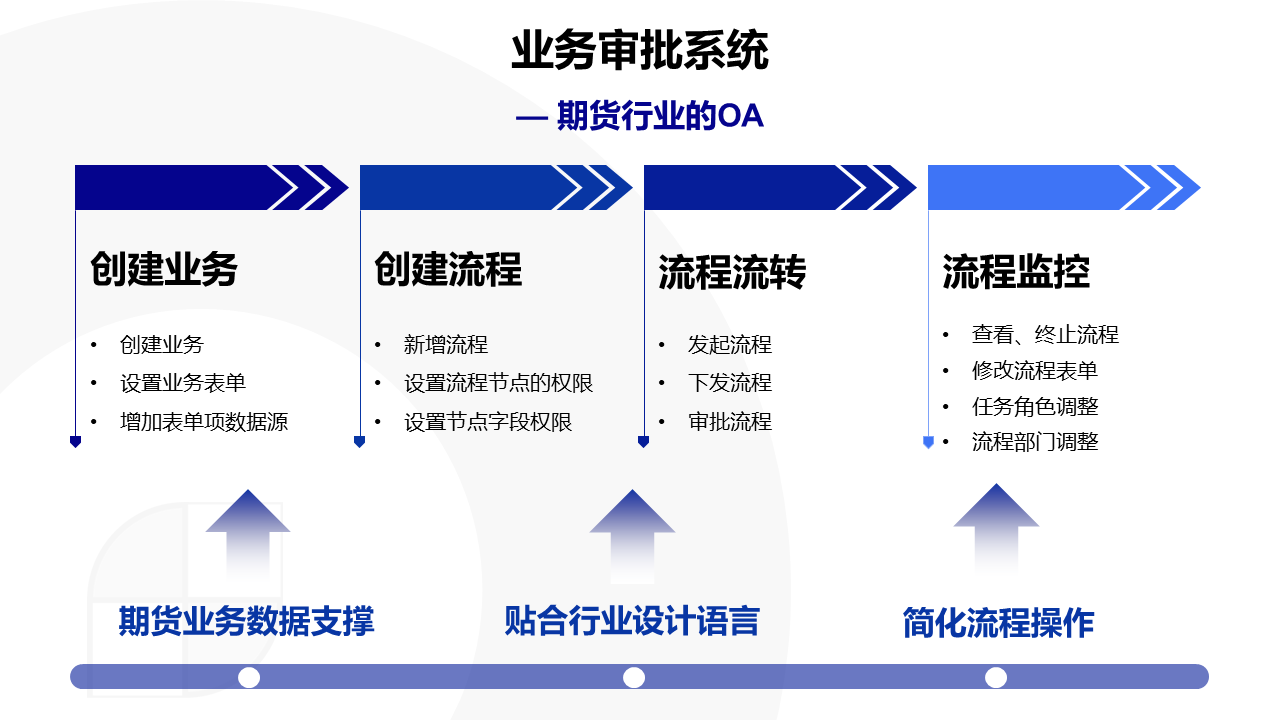 业务审批系统
— 期货行业的OA
创建业务
• 创建业务
• 设置业务表单
• 增加表单项数据源
创建流程
• 新增流程
• 设置流程节点的权限
• 设置节点字段权限
流程流转
• 发起流程
• 下发流程
• 审批流程
流程监控
• 查看、终止流程
• 修改流程表单
• 任务角色调整
• 流程部门调整
期货业务数据支撑
贴合行业设计语言
简化流程操作